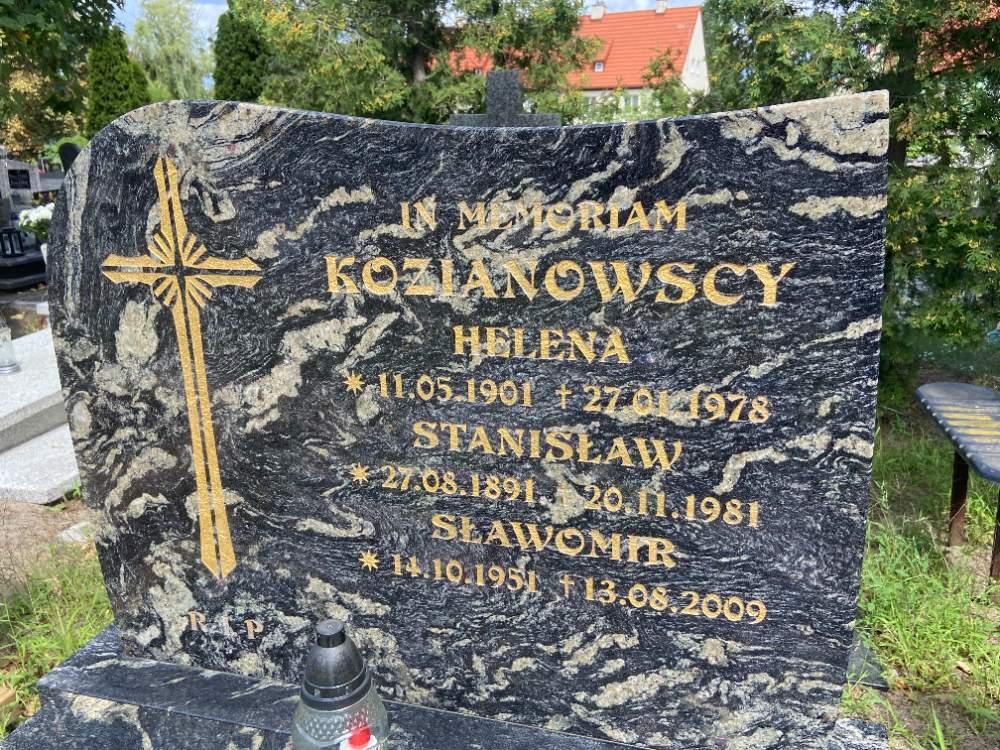 IN MEMORIAM
KOZIANOWSCY
HELENA
* 11.05.1901 † 27.01.1978
STANISŁAW
* 27.08.1891 † 20.11.1981
SŁAWOMIR
* 14.10.1951 † 13.08.2009
R I P